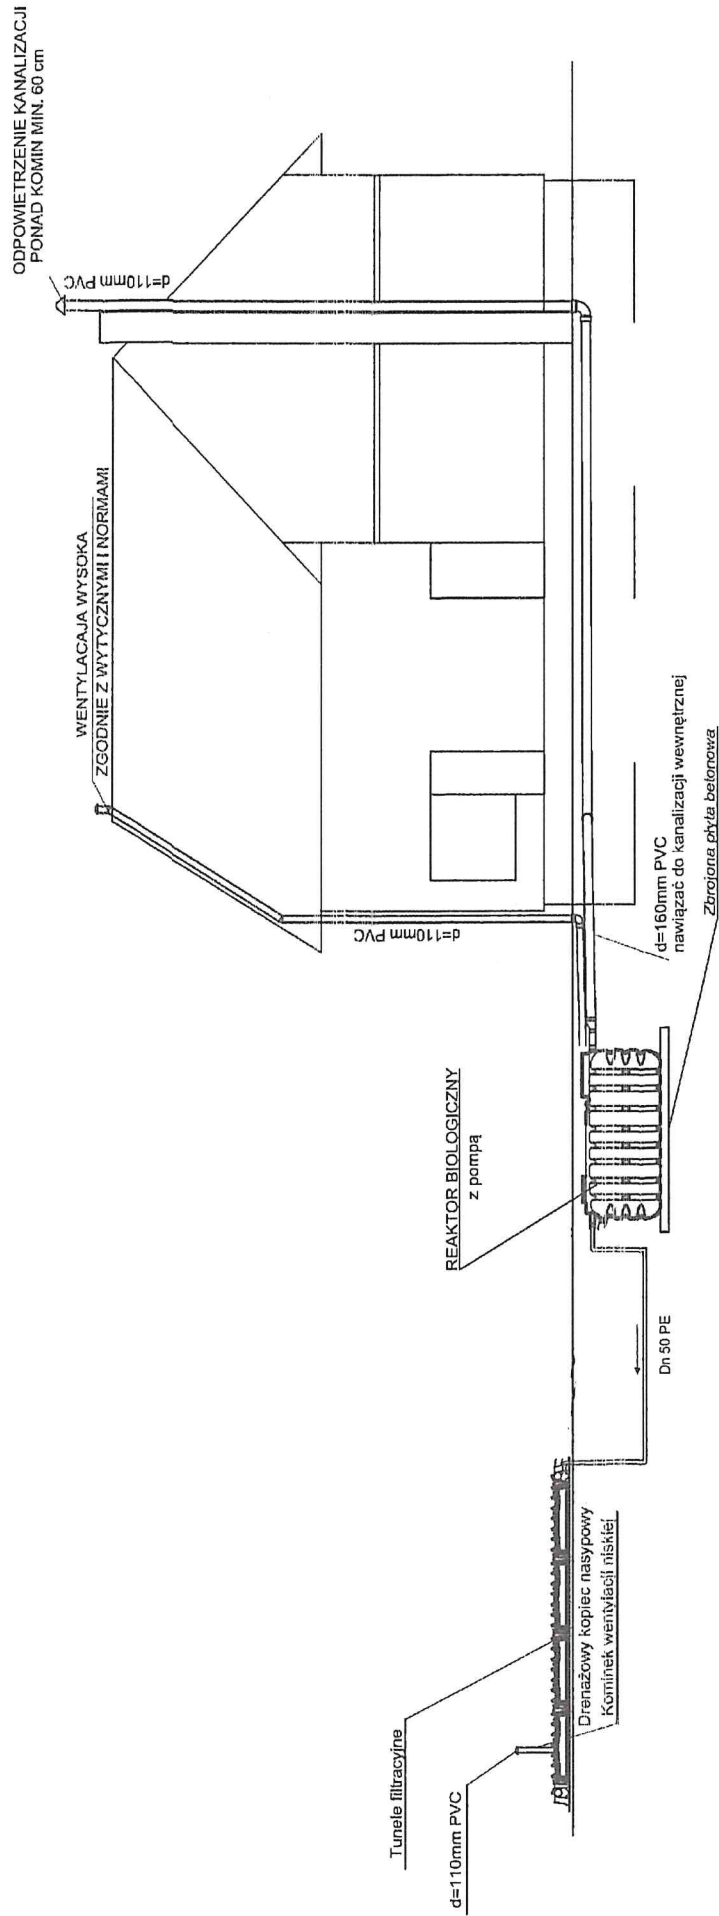 ODPOWIETRZENIE KANALIZACJI
PONAD KOMIN MIN. 60 cm
d=110mm PVC
WENTYLACAJA WYSOKA
ZGODNIE Z WYTYCZNYMI I NORMAMI
d=110mm PVC
d=160mm PVC
nawiązać do kanalizacji wewnętrznej
Zbrojona płyta betonowa
REAKTOR BIOLOGICZNY
z pompą
Dn 50 PE
Tunele filtracyjne
d=110mm PVC
Drenażowy kopiec nasypowy
Kominek wentylacji niskiej